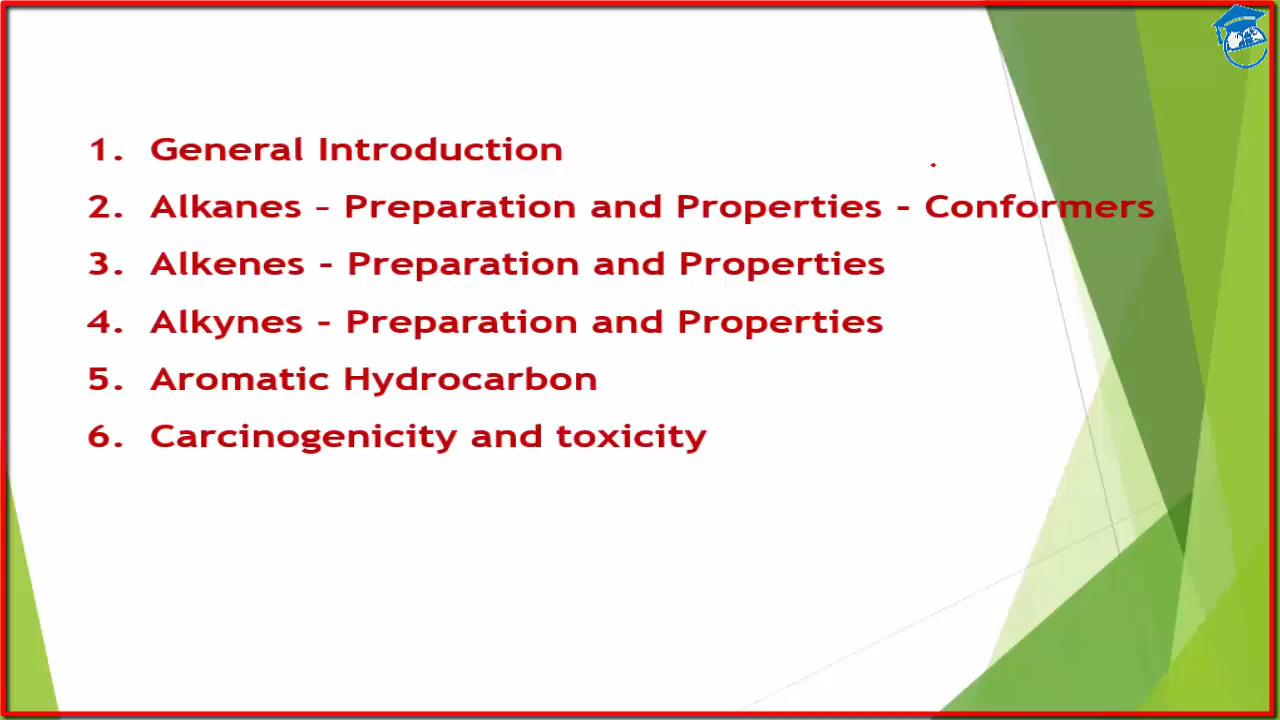 1. General Introduction
2. Alkanes – Preparation and Properties - Conformers
3. Alkenes - Preparation and Properties
4. Alkynes - Preparation and Properties
5. Aromatic Hydrocarbon
6. Carcinogenicity and toxicity